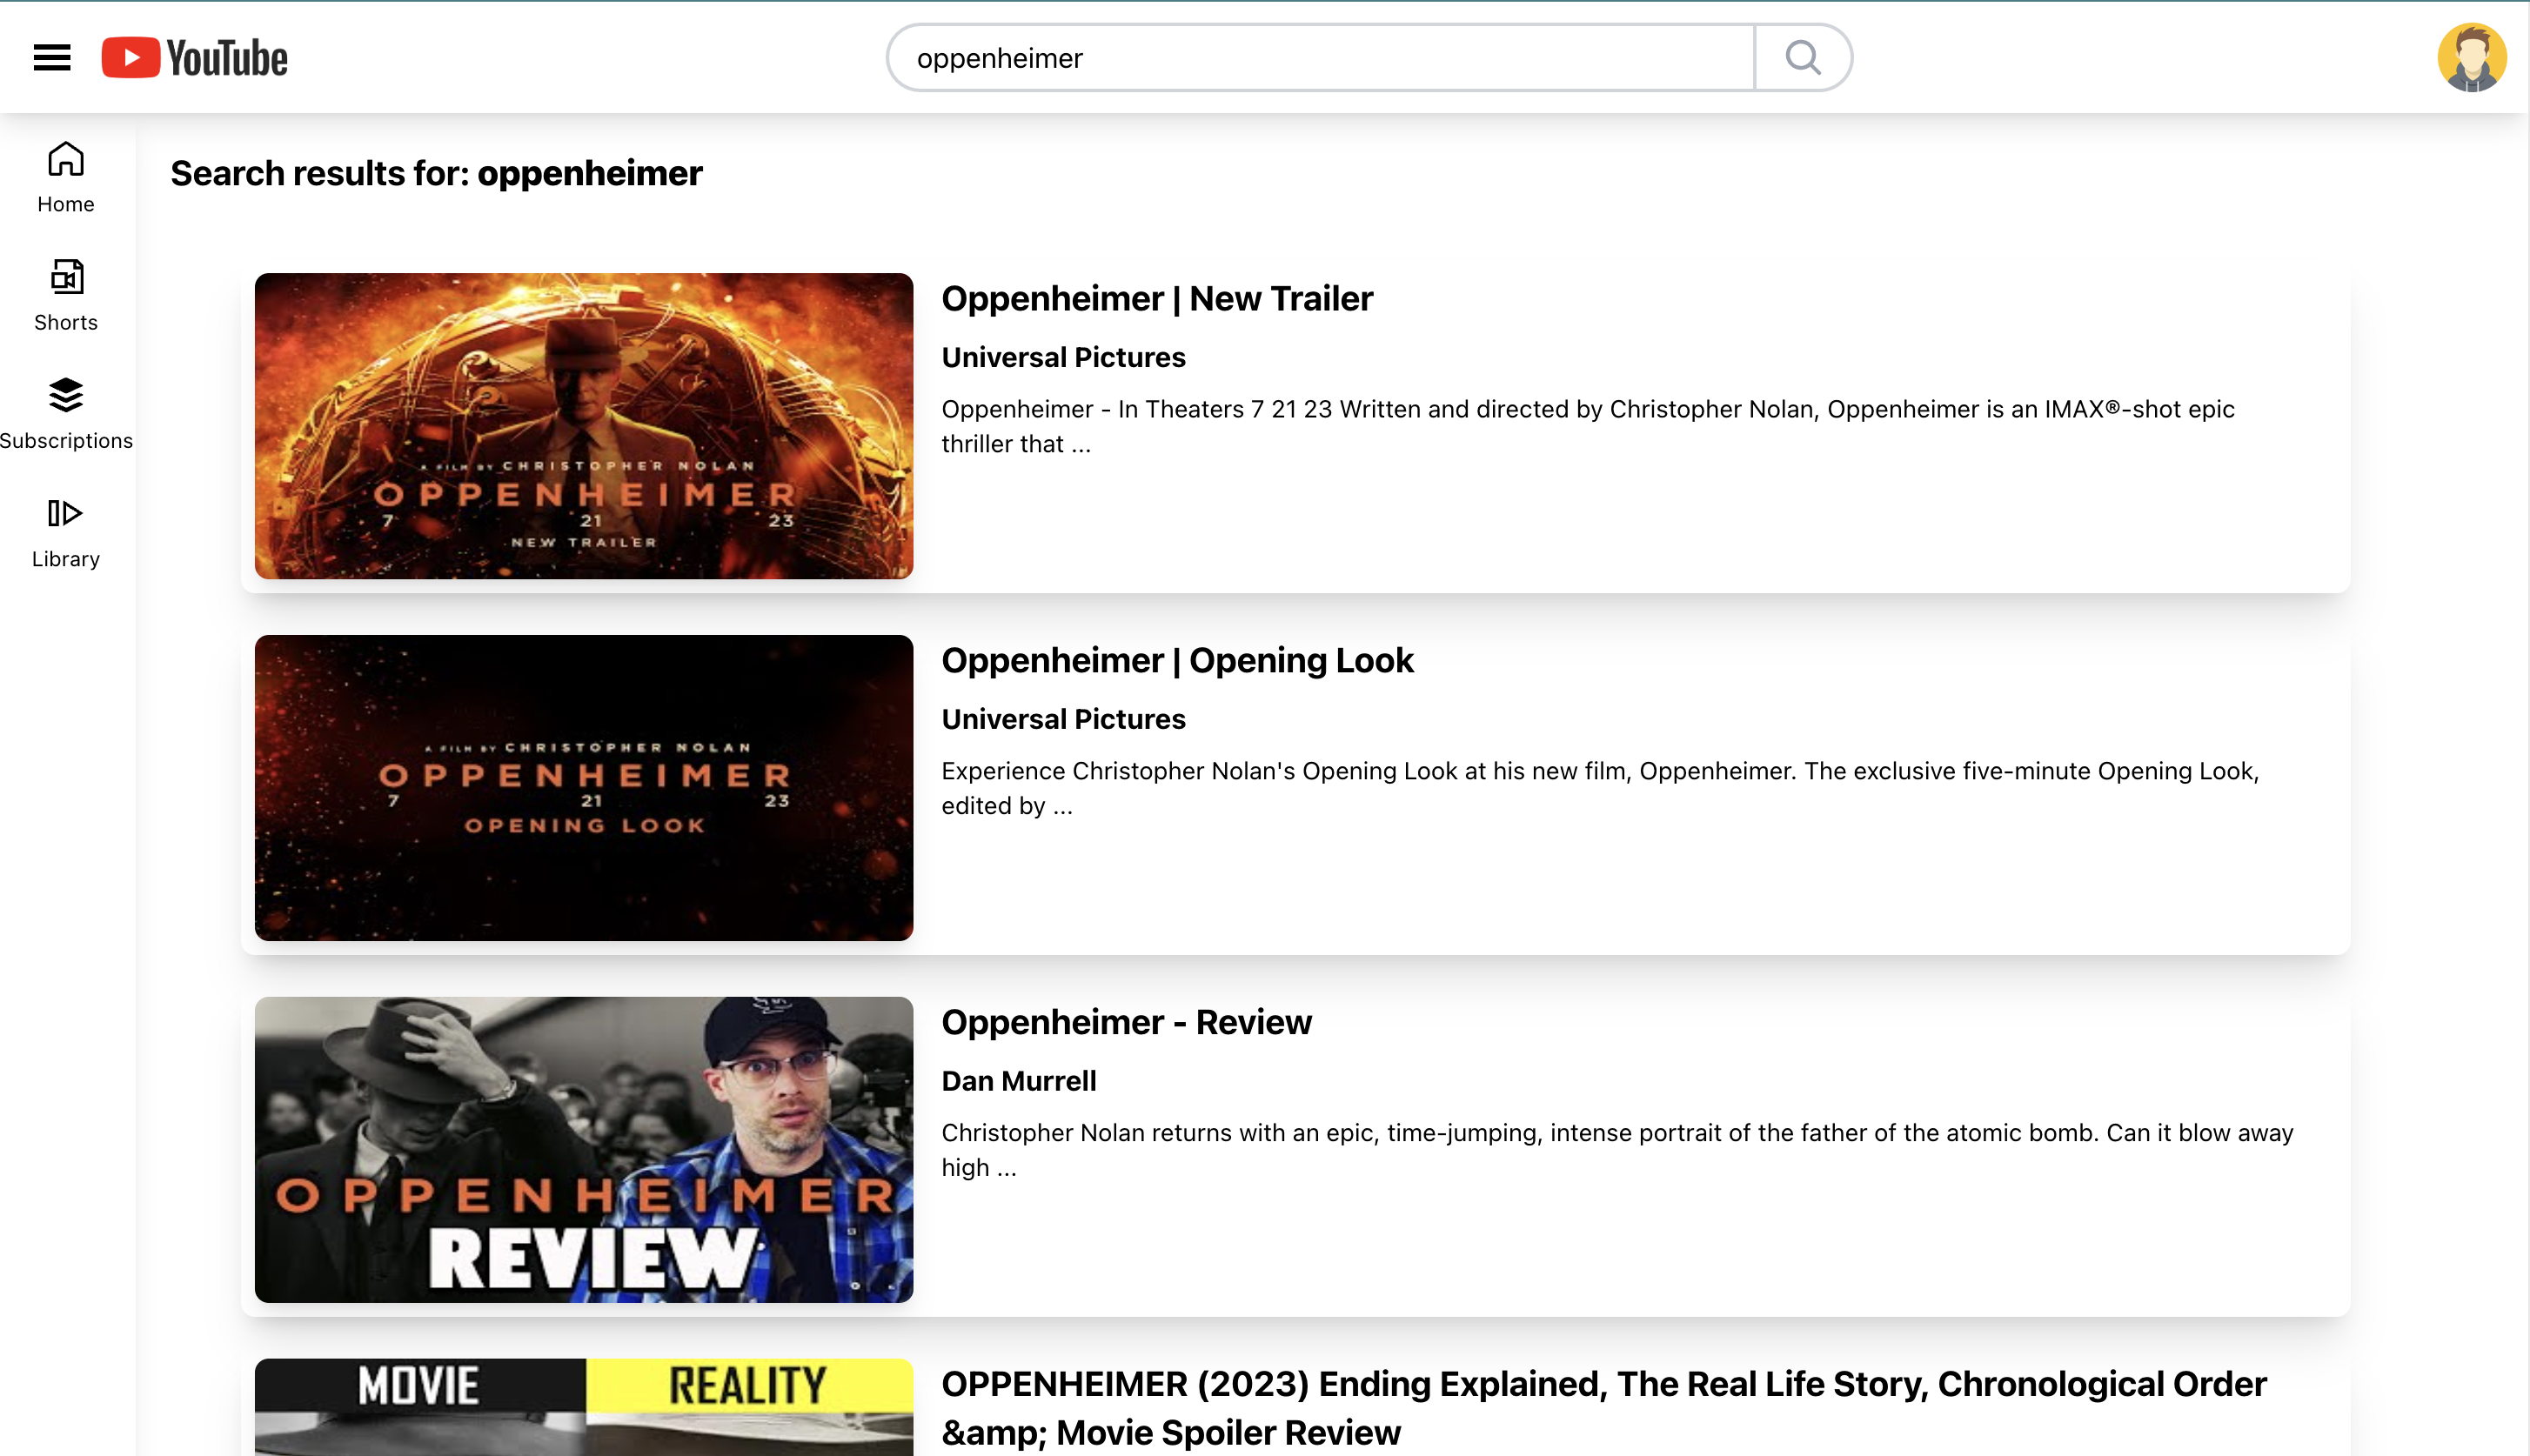 YouTube
oppenheimer
Home
Shorts
Subscriptions
Library
Search results for: oppenheimer
A FILM BY CHRISTOPHER NOLAN
OPPENHEIMER
7 21 23
NEW TRAILER
Oppenheimer | New Trailer
Universal Pictures
Oppenheimer - In Theaters 7 21 23 Written and directed by Christopher Nolan, Oppenheimer is an IMAX®-shot epic
thriller that ...
A FILM BY CHRISTOPHER NOLAN
OPPENHEIMER
7 21 23
OPENING LOOK
Oppenheimer | Opening Look
Universal Pictures
Experience Christopher Nolan's Opening Look at his new film, Oppenheimer. The exclusive five-minute Opening Look,
edited by ...
OPPENHEIMER
REVIEW
Oppenheimer - Review
Dan Murrell
Christopher Nolan returns with an epic, time-jumping, intense portrait of the father of the atomic bomb. Can it blow away
high ...
MOVIE REALITY
OPPENHEIMER (2023) Ending Explained, The Real Life Story, Chronological Order
&amp;amp; Movie Spoiler Review